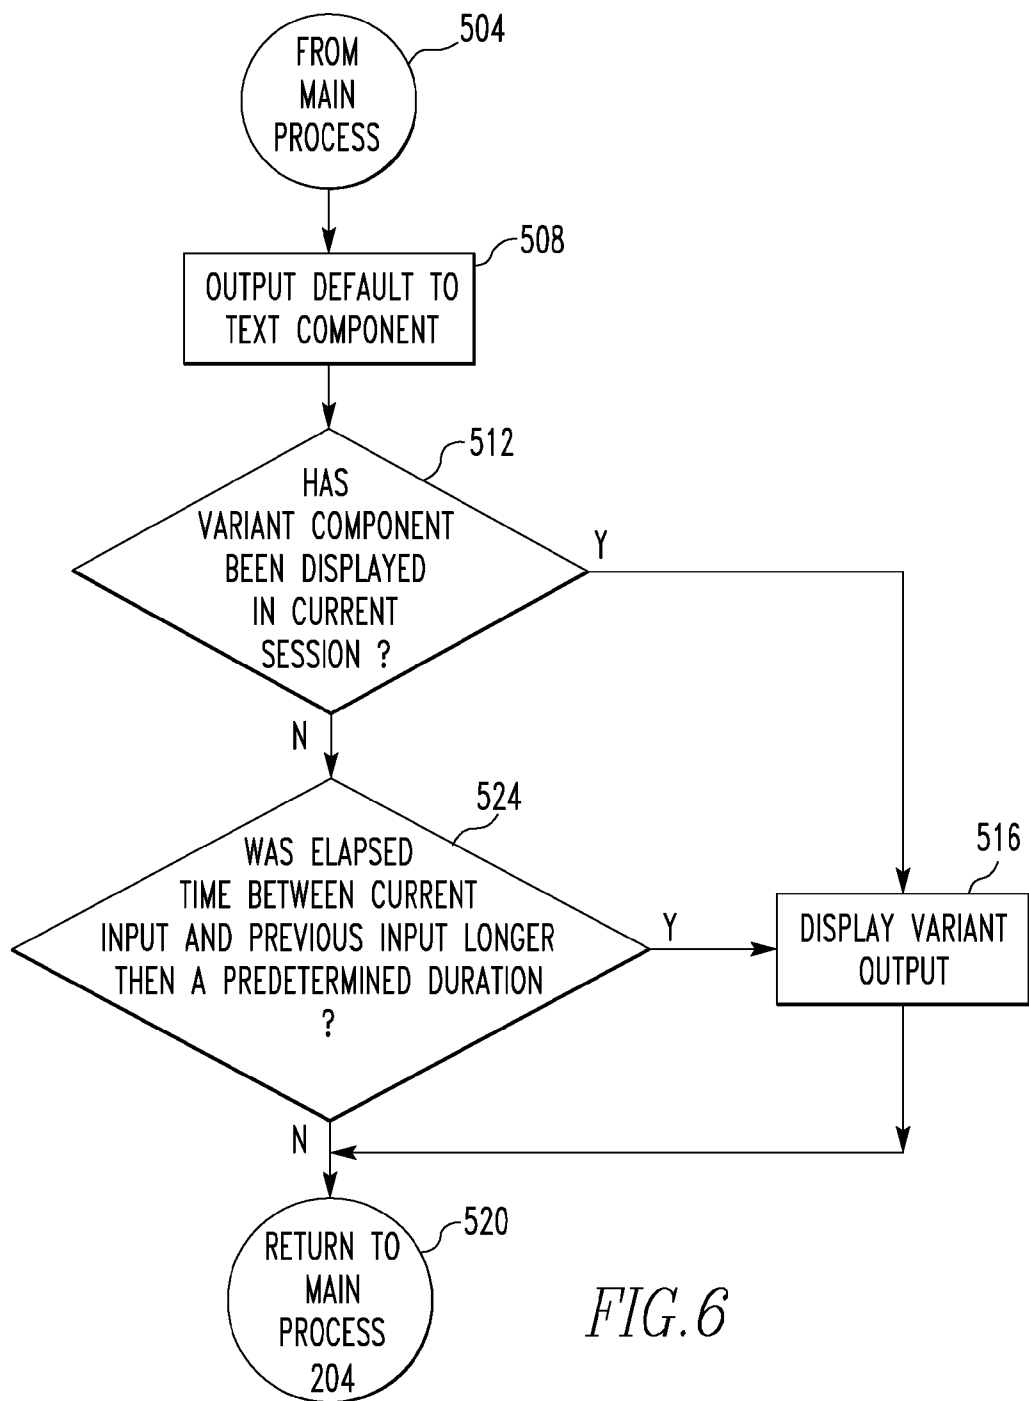 504
FROM
MAIN
PROCESS
508
OUTPUT DEFAULT TO
TEXT COMPONENT
512
HAS
VARIANT COMPONENT
BEEN DISPLAYED
IN CURRENT
SESSION ?
Y
N
524
WAS ELAPSED
TIME BETWEEN CURRENT
INPUT AND PREVIOUS INPUT LONGER
THEN A PREDETERMINED DURATION
?
Y
516
DISPLAY VARIANT
OUTPUT
N
520
RETURN TO
MAIN
PROCESS
204
FIG.6